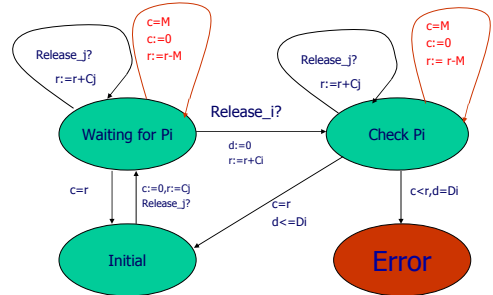 c=M
c:=0
r:=r-M
Release_j?
r:=r+Cj
c=M
c:=0
r:= r-M
Release_j?
r:=r+Cj
Release_i?
Waiting for Pi
Check Pi
d:=0
r:=r+Ci
c=r
c:=0,r:=Cj
Release_j?
c=r
d<=Di
c<r,d=Di
Initial
Error